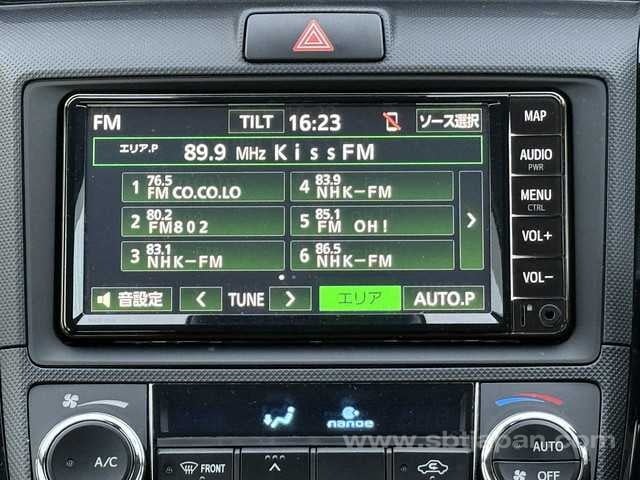 FM TILT 16:23 ソース選択
エリア.P 89.9 MHz KissFM
1 76.5 FM CO.CO.LO
2 80.2 FM802
3 83.1 NHK-FM
4 83.9 NHK-FM
5 85.1 FM OH!
6 86.5 NHK-FM
音設定 < TUNE > エリア AUTO.P
MAP
AUDIO
PWR
MENU
CTRL
VOL+
VOL-
nanoe
A/C
FRONT
AUTO
OFF
www.sbtjapan.com